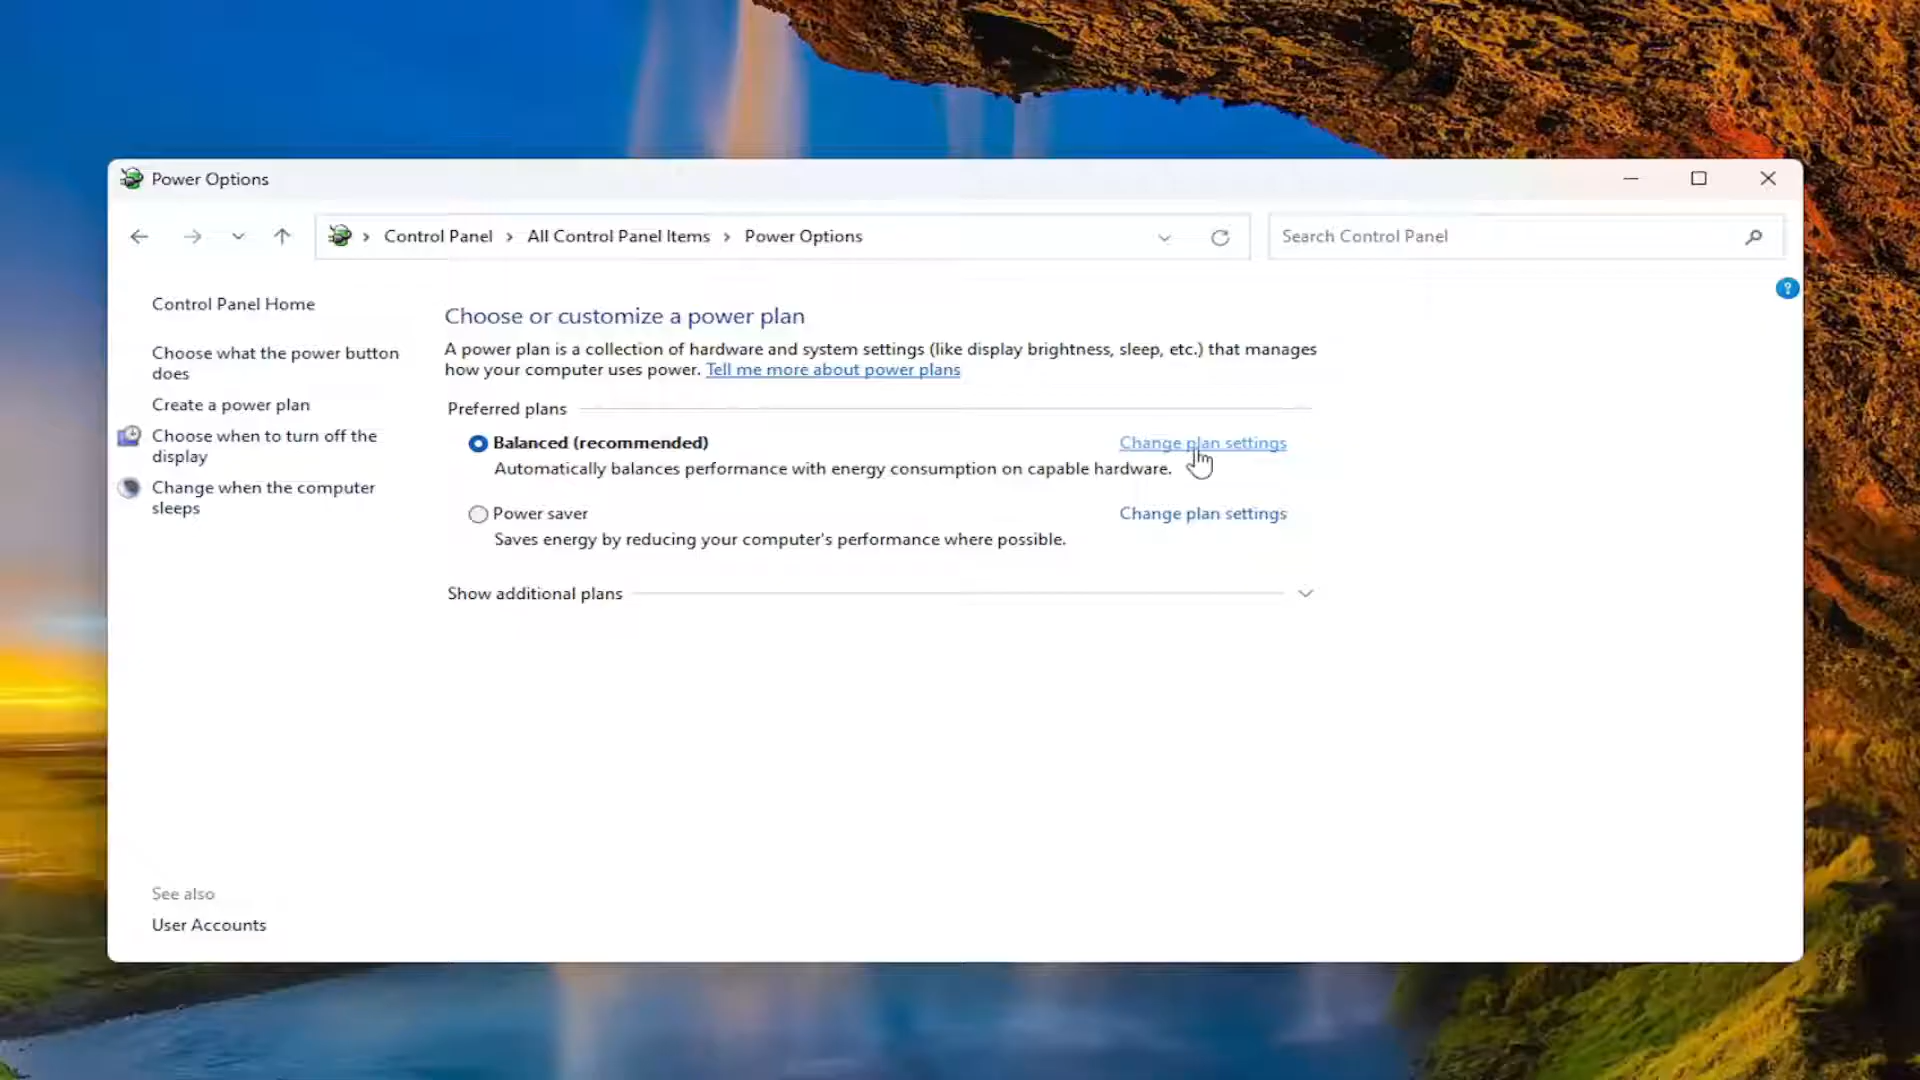 Power Options
Control Panel
All Control Panel Items
Power Options
Search Control Panel
?
Control Panel Home
Choose what the power button
does
Create a power plan
Choose when to turn off the
display
Change when the computer
sleeps
Choose or customize a power plan
A power plan is a collection of hardware and system settings (like display brightness, sleep, etc.) that manages
how your computer uses power. Tell me more about power plans
Preferred plans
Balanced (recommended) Change plan settings
Automatically balances performance with energy consumption on capable hardware.
Power saver Change plan settings
Saves energy by reducing your computer's performance where possible.
Show additional plans
See also
User Accounts